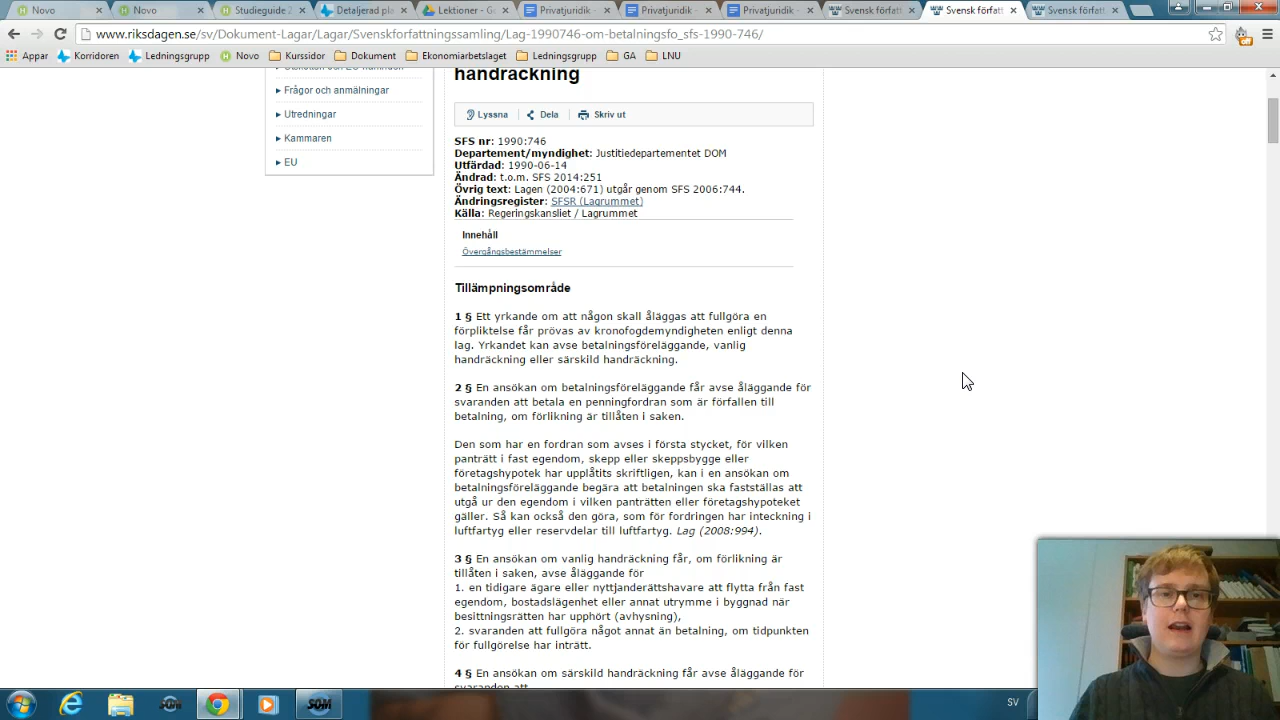 Novo
Novo
Studieguide 2
Detaljerad pla
Lektioner - Go
Privatjuridik -
Privatjuridik -
Privatjuridik -
Svensk författ
Svensk författ
Svensk författ
www.riksdagen.se/sv/Dokument-Lagar/Lagar/Svenskforfattningssamling/Lag-1990746-om-betalningsfo_sfs-1990-746/
Appar
Korridoren
Ledningsgrupp
Novo
Kurssidor
Dokument
Ekonomiarbetslaget
Ledningsgrupp
GA
LNU
Frågor och anmälningar
Utredningar
Kammaren
EU
handräckning
Lyssna
Dela
Skriv ut
SFS nr: 1990:746
Departement/myndighet: Justitiedepartementet DOM
Utfärdad: 1990-06-14
Ändrad: t.o.m. SFS 2014:251
Övrig text: Lagen (2004:671) utgår genom SFS 2006:744.
Ändringsregister: SFSR (Lagrummet)
Källa: Regeringskansliet / Lagrummet
Innehåll
Övergångsbestämmelser
Tillämpningsområde
1 § Ett yrkande om att någon skall åläggas att fullgöra en
förpliktelse får prövas av kronofogdemyndigheten enligt denna
lag. Yrkandet kan avse betalningsföreläggande, vanlig
handräckning eller särskild handräckning.
2 § En ansökan om betalningsföreläggande får avse åläggande för
svaranden att betala en penningfordran som är förfallen till
betalning, om förlikning är tillåten i saken.
Den som har en fordran som avses i första stycket, för vilken
panträtt i fast egendom, skepp eller skeppsbygge eller
företagshypotek har upplåtits skriftligen, kan i en ansökan om
betalningsföreläggande begära att betalningen ska fastställas att
utgå ur den egendom i vilken panträtten eller företagshypoteket
gäller. Så kan också den göra, som för fordringen har inteckning i
luftfartyg eller reservdelar till luftfartyg. Lag (2008:994).
3 § En ansökan om vanlig handräckning får, om förlikning är
tillåten i saken, avse åläggande för
1. en tidigare ägare eller nyttjanderättshavare att flytta från fast
egendom, bostadslägenhet eller annat utrymme i byggnad när
besittningsrätten har upphört (avhysning),
2. svaranden att fullgöra något annat än betalning, om tidpunkten
för fullgörelse har inträtt.
4 § En ansökan om särskild handräckning får avse åläggande för
svaranden att
SV